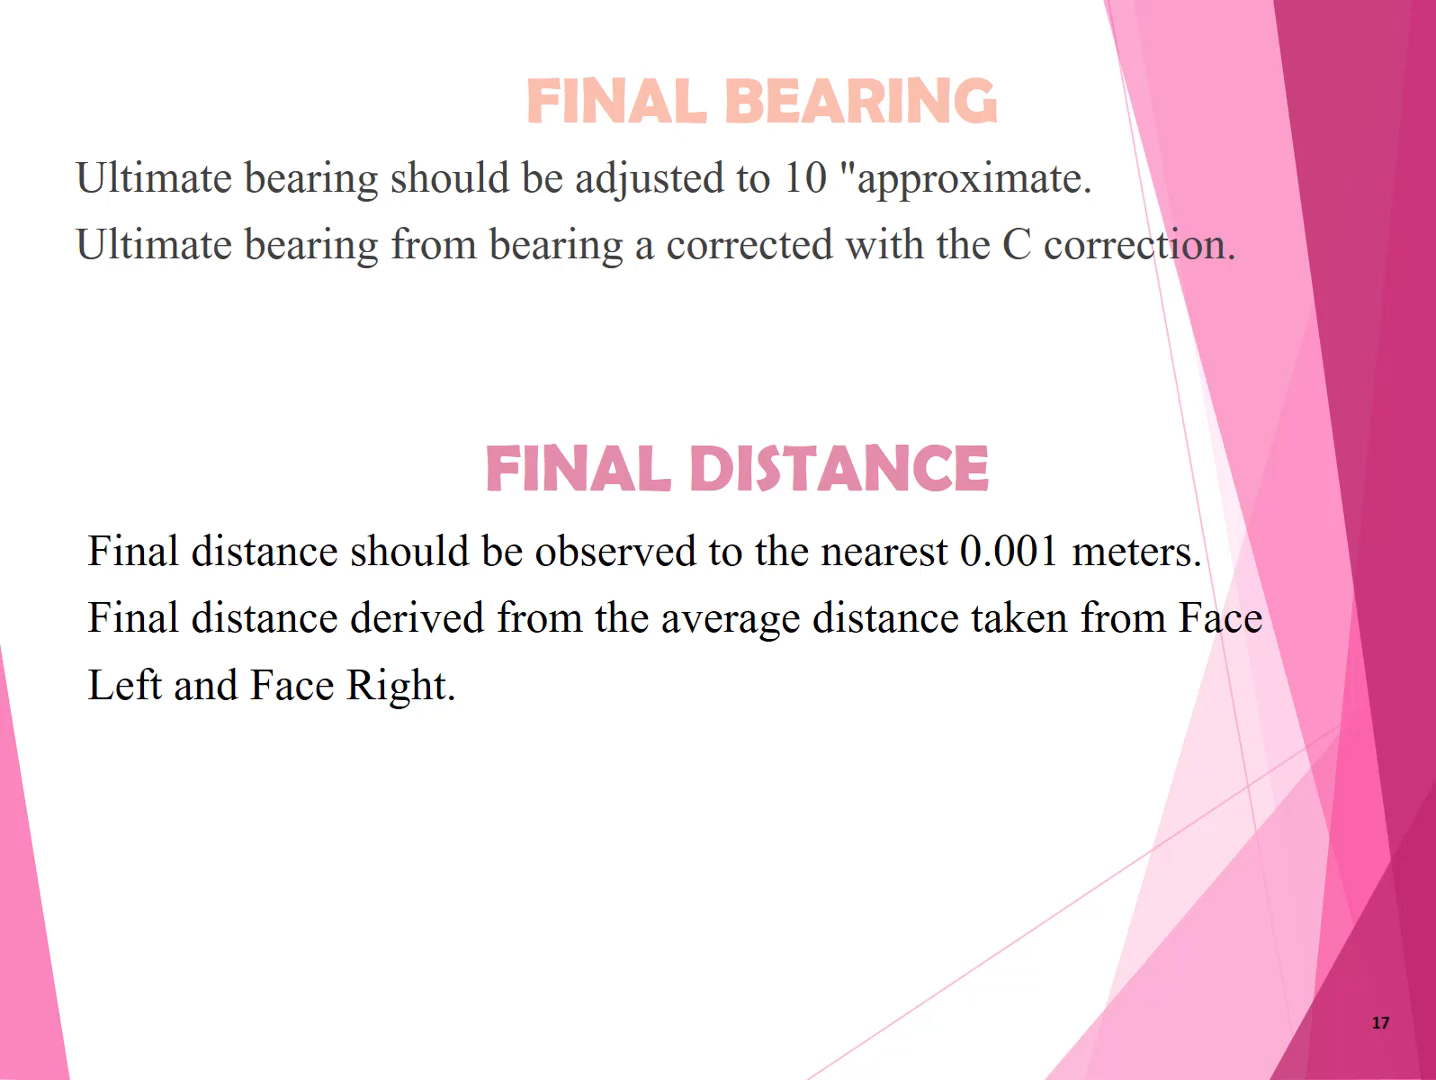 FINAL BEARING
Ultimate bearing should be adjusted to 10 "approximate.
Ultimate bearing from bearing a corrected with the C correction.
FINAL DISTANCE
Final distance should be observed to the nearest 0.001 meters.
Final distance derived from the average distance taken from Face
Left and Face Right.
17